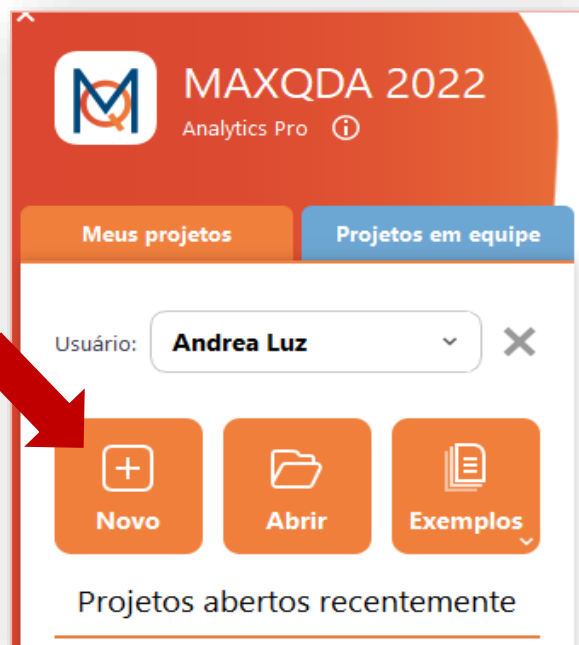 MAXQDA 2022
Analytics Pro
Meus projetos
Projetos em equipe
Usuário: Andrea Luz
Novo
Abrir
Exemplos
Projetos abertos recentemente